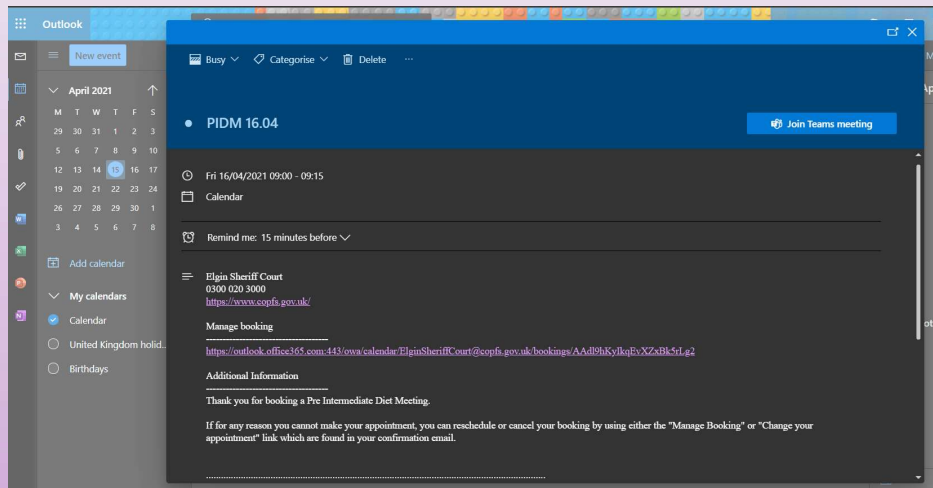 Outlook
New event
Busy
Categorise
Delete
April 2021
M T W T F S
29 30 31 1 2 3
5 6 7 8 9 10
12 13 14 15 16 17
19 20 21 22 23 24
26 27 28 29 30 1
3 4 5 6 7 8
Add calendar
My calendars
Calendar
United Kingdom holid..
Birthdays
PIDM 16.04
Join Teams meeting
Fri 16/04/2021 09:00 - 09:15
Calendar
Remind me: 15 minutes before
Elgin Sheriff Court
0300 020 3000
https://www.copfs.gov.uk/
Manage booking
-------------------------------------
https://outlook.office365.com:443/owa/calendar/ElginSheriffCourt@copfs.gov.uk/bookings/AAdl9hKyIkqEvXZxBk5rLg2
Additional Information
-------------------------------------
Thank you for booking a Pre Intermediate Diet Meeting.
If for any reason you cannot make your appointment, you can reschedule or cancel your booking by using either the "Manage Booking" or "Change your
appointment" link which are found in your confirmation email.